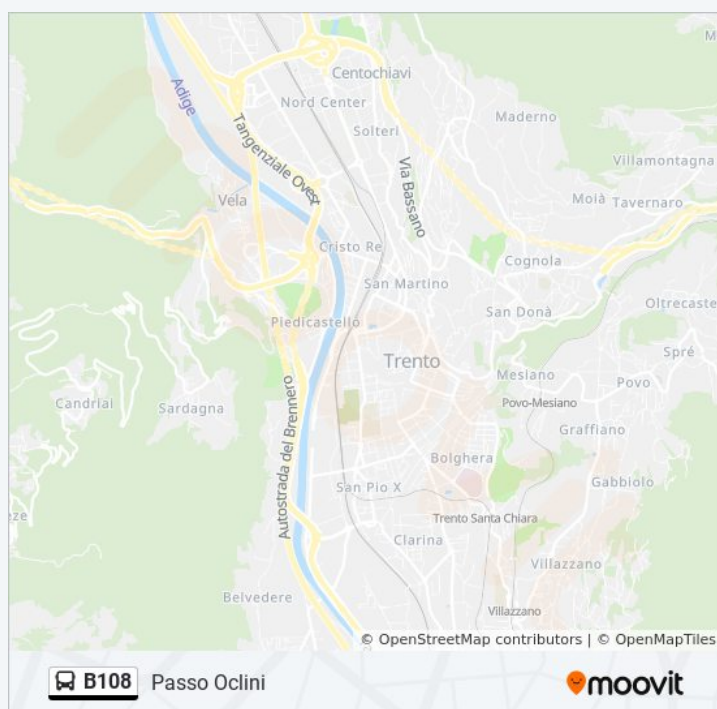 Centochiavi
Adige
Nord Center
Maderno
Solteri
Tangenziale Ovest
Via Bassano
Villamontagna
Moià
Tavernaro
Vela
Cristo Re
Cognola
San Martino
Oltrecaste
San Donà
Piedicastello
Trento
Spré
Mesiano
Povo
Candriai
Sardagna
Autostrada del Brennero
Povo-Mesiano
Graffiano
Bolghera
Gabbiolo
San Pio X
eze
Trento Santa Chiara
Clarina
Villazzano
Belvedere
Villazzano
© OpenStreetMap contributors | © OpenMapTiles
B108 Passo Oclini
moovit